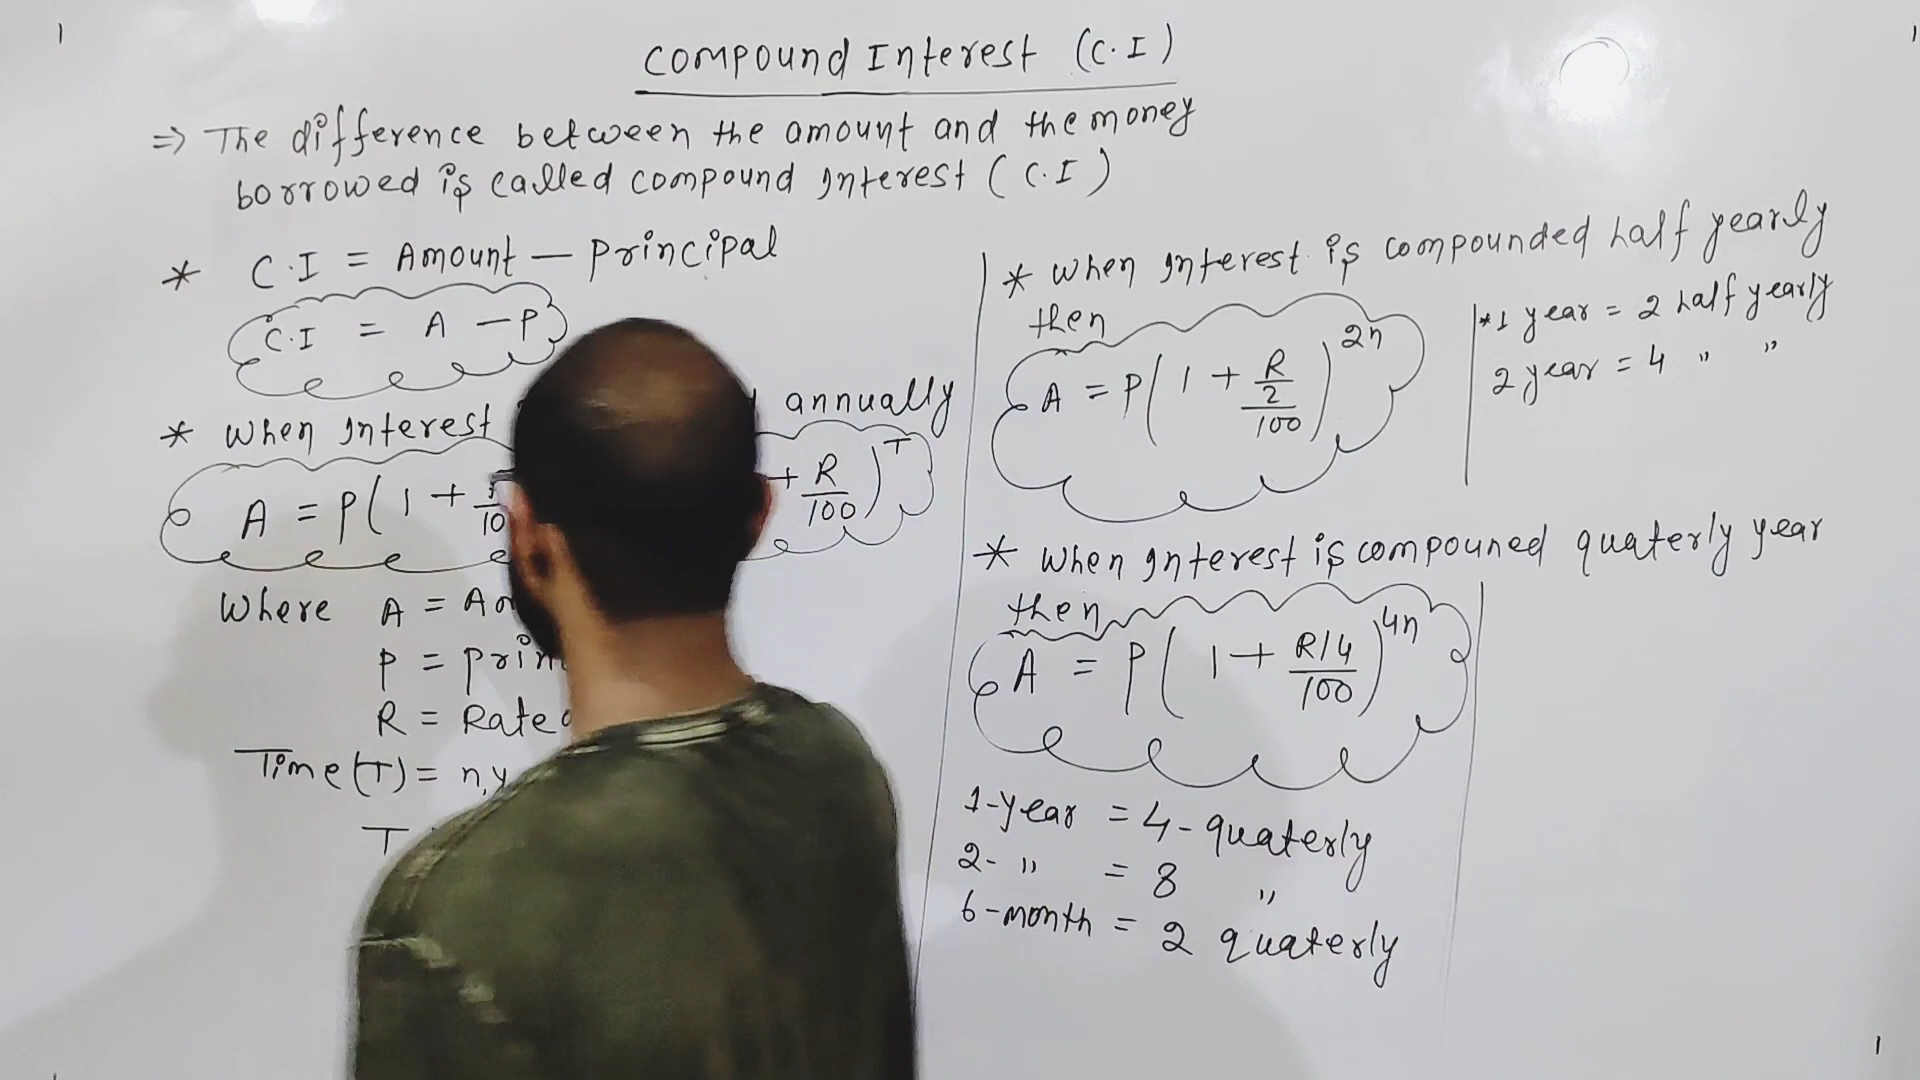 Compound Interest (C.I)
=> The difference between the amount and the money
borrowed is called compound Interest (C.I)
* C.I = Amount — Principal
C.I = A — P
* When Interest annually
A = P(1 + + R/100)^T
Where A =
P =
R = Rate
Time (T) = n,
T
* When Interest is compounded half yearly
then
A = P(1 + R/2/100)^2n
*1 year = 2 half yearly
2 year = 4 " "
* When Interest is compouned quaterly year
then
A = P(1 + R/4/100)^4n
1-year = 4-quaterly
2- " = 8 "
6-month = 2 quaterly